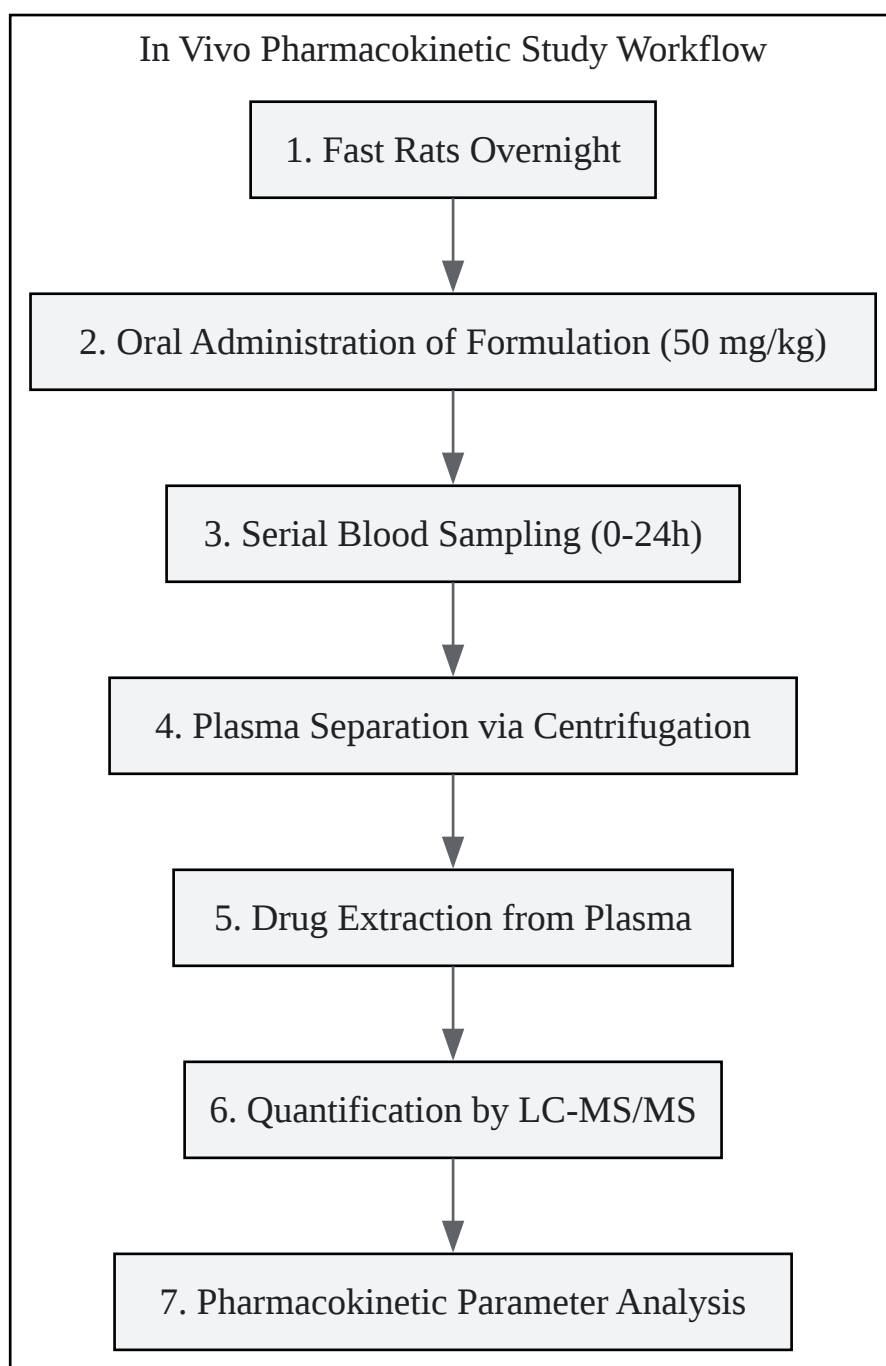 In Vivo Pharmacokinetic Study Workflow
1. Fast Rats Overnight
2. Oral Administration of Formulation (50 mg/kg)
3. Serial Blood Sampling (0-24h)
4. Plasma Separation via Centrifugation
5. Drug Extraction from Plasma
6. Quantification by LC-MS/MS
7. Pharmacokinetic Parameter Analysis